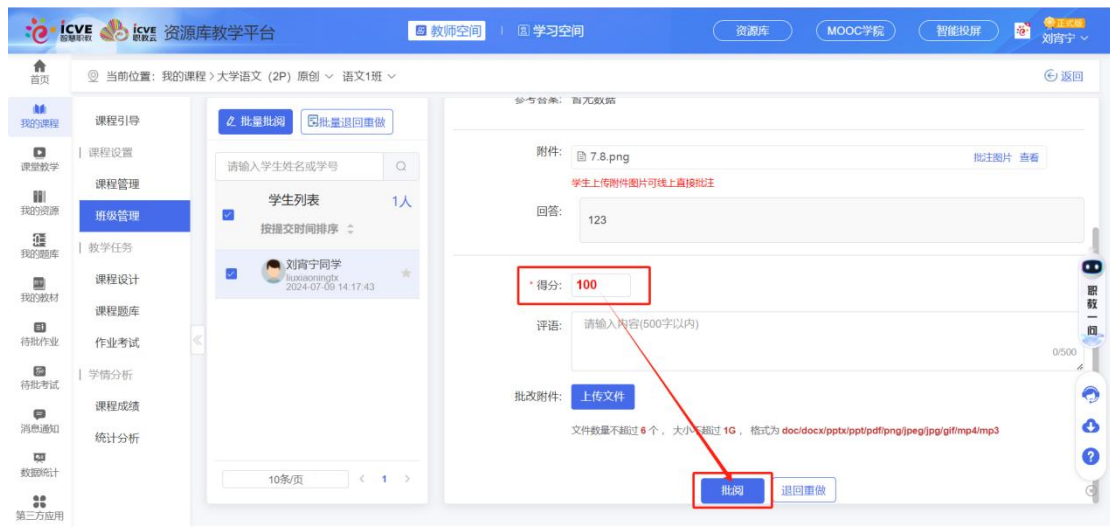 icve 智慧职教 icve 职教云 资源库教学平台
教师空间 学习空间
资源库 MOOC学院 智能投屏 正式版 刘宵宁
首页
当前位置：我的课程 > 大学语文（2P）原创 语文1班
返回
我的课程
课堂教学
我的资源
我的题库
我的教材
待批作业
待批考试
消息通知
数据统计
第三方应用
课程引导
课程设置
课程管理
班级管理
教学任务
课程设计
课程题库
作业考试
学情分析
课程成绩
统计分析
批量批阅 批量退回重做
请输入学生姓名或学号
学生列表 1人
按提交时间排序
刘宵宁同学
liuxiaoningtx
2024-07-09 14:17:43
10条/页 < 1 >
参考答案: 暂无数据
附件: 7.8.png 批注图片 查看
学生上传附件图片可线上直接批注
回答: 123
* 得分: 100
评语: 请输入内容(500字以内)
0/500
批改附件: 上传文件
文件数量不超过 6 个 ，大小不超过 1G ，格式为 doc/docx/pptx/ppt/pdf/png/jpeg/jpg/gif/mp4/mp3
批阅 退回重做
职教一问